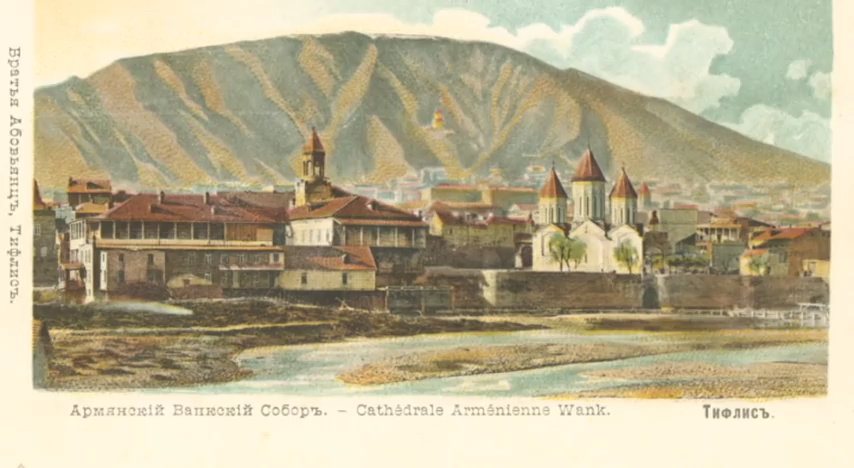 Братья Абовьянцъ, Тифлисъ.
Армянскій Ванкскій Соборъ. – Cathédrale Arménienne Wank.
Тифлисъ.